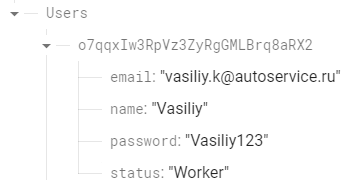 Users
o7qqxIw3RpVz3ZyRgGMLBrq8aRX2
email: "vasiliy.k@autoservice.ru"
name: "Vasiliy"
password: "Vasiliy123"
status: "Worker"